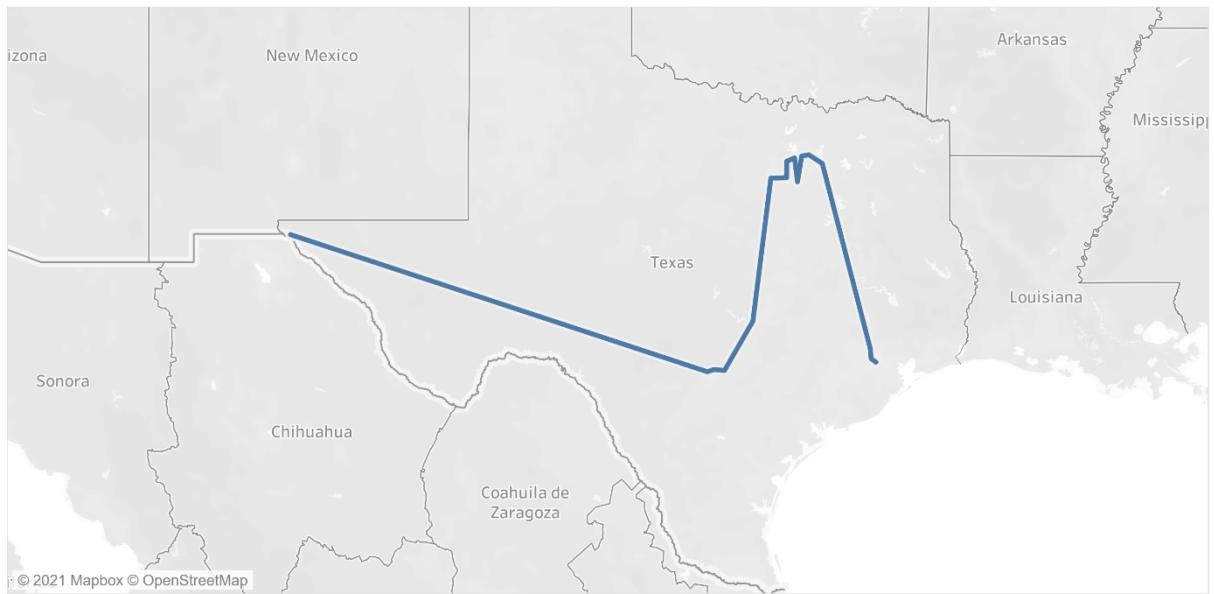 izona
New Mexico
Arkansas
Mississipp
Texas
Louisiana
Sonora
Chihuahua
Coahuila de
Zaragoza
© 2021 Mapbox © OpenStreetMap